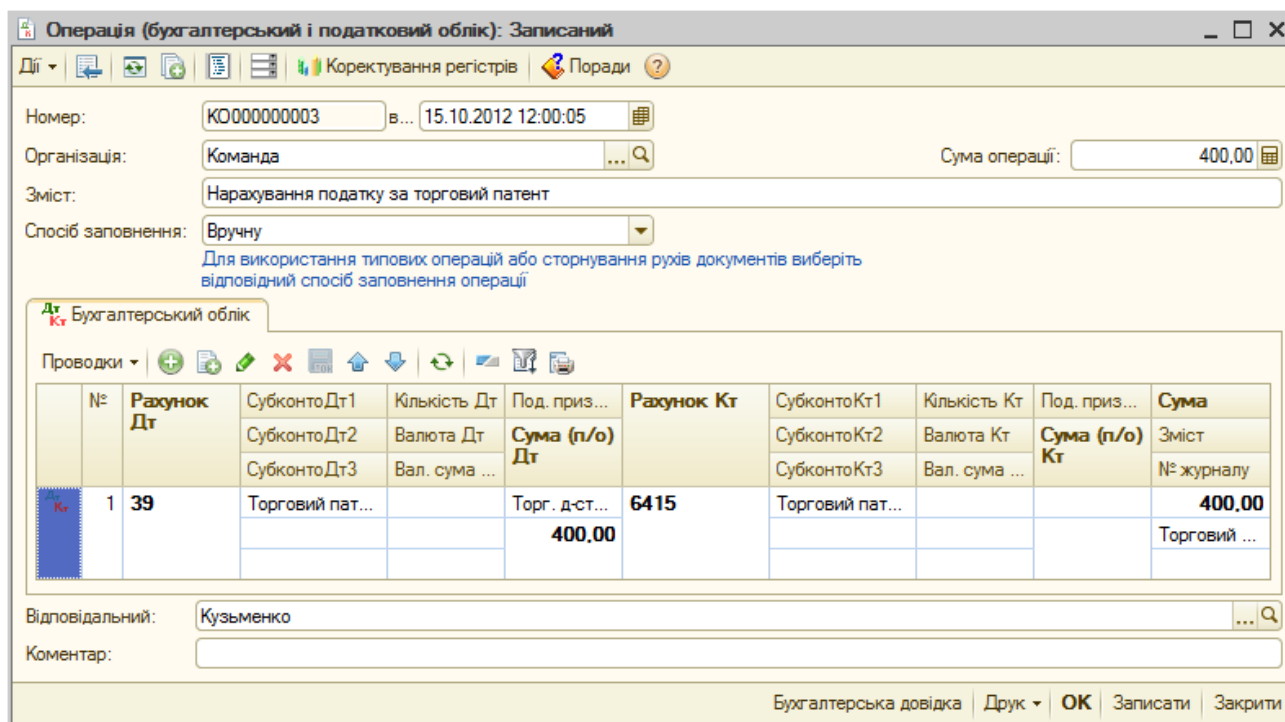 Операція (бухгалтерський і податковий облік): Записаний
Дії Коректування регістрів Поради
Номер: КО000000003 в... 15.10.2012 12:00:05
Організація: Команда ... Сума операції: 400,00
Зміст: Нарахування податку за торговий патент
Спосіб заповнення: Вручну
Для використання типових операцій або сторнування рухів документів виберіть
відповідний спосіб заповнення операції
Дт Кт Бухгалтерський облік
Проводки
№ Рахунок Дт СубконтоДт1 Кількість Дт Под. приз... Рахунок Кт СубконтоКт1 Кількість Кт Под. приз... Сума
СубконтоДт2 Валюта Дт Сума (п/о) Дт СубконтоКт2 Валюта Кт Сума (п/о) Кт Зміст
СубконтоДт3 Вал. сума ... СубконтоКт3 Вал. сума ... № журналу
Дт Кт 1 39 Торговий пат... Торг. д-ст... 6415 Торговий пат... 400,00
400,00 Торговий ...
Відповідальний: Кузьменко ...
Коментар:
Бухгалтерська довідка Друк OK Записати Закрити